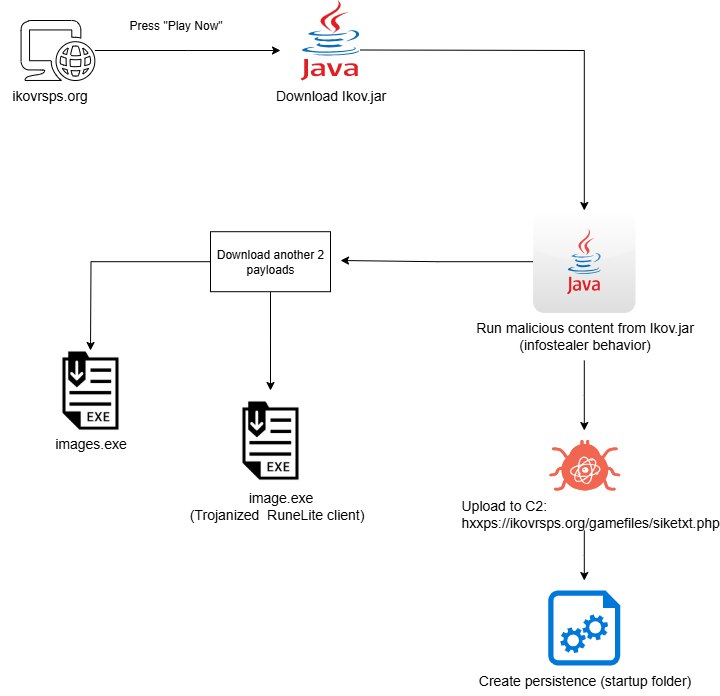 Press "Play Now"
Java
ikovrsps.org
Download Ikov.jar
Download another 2
payloads
Java
Run malicious content from Ikov.jar
(infostealer behavior)
EXE
images.exe
EXE
image.exe
(Trojanized RuneLite client)
Upload to C2:
hxxps://ikovrsps.org/gamefiles/siketxt.php
Create persistence (startup folder)